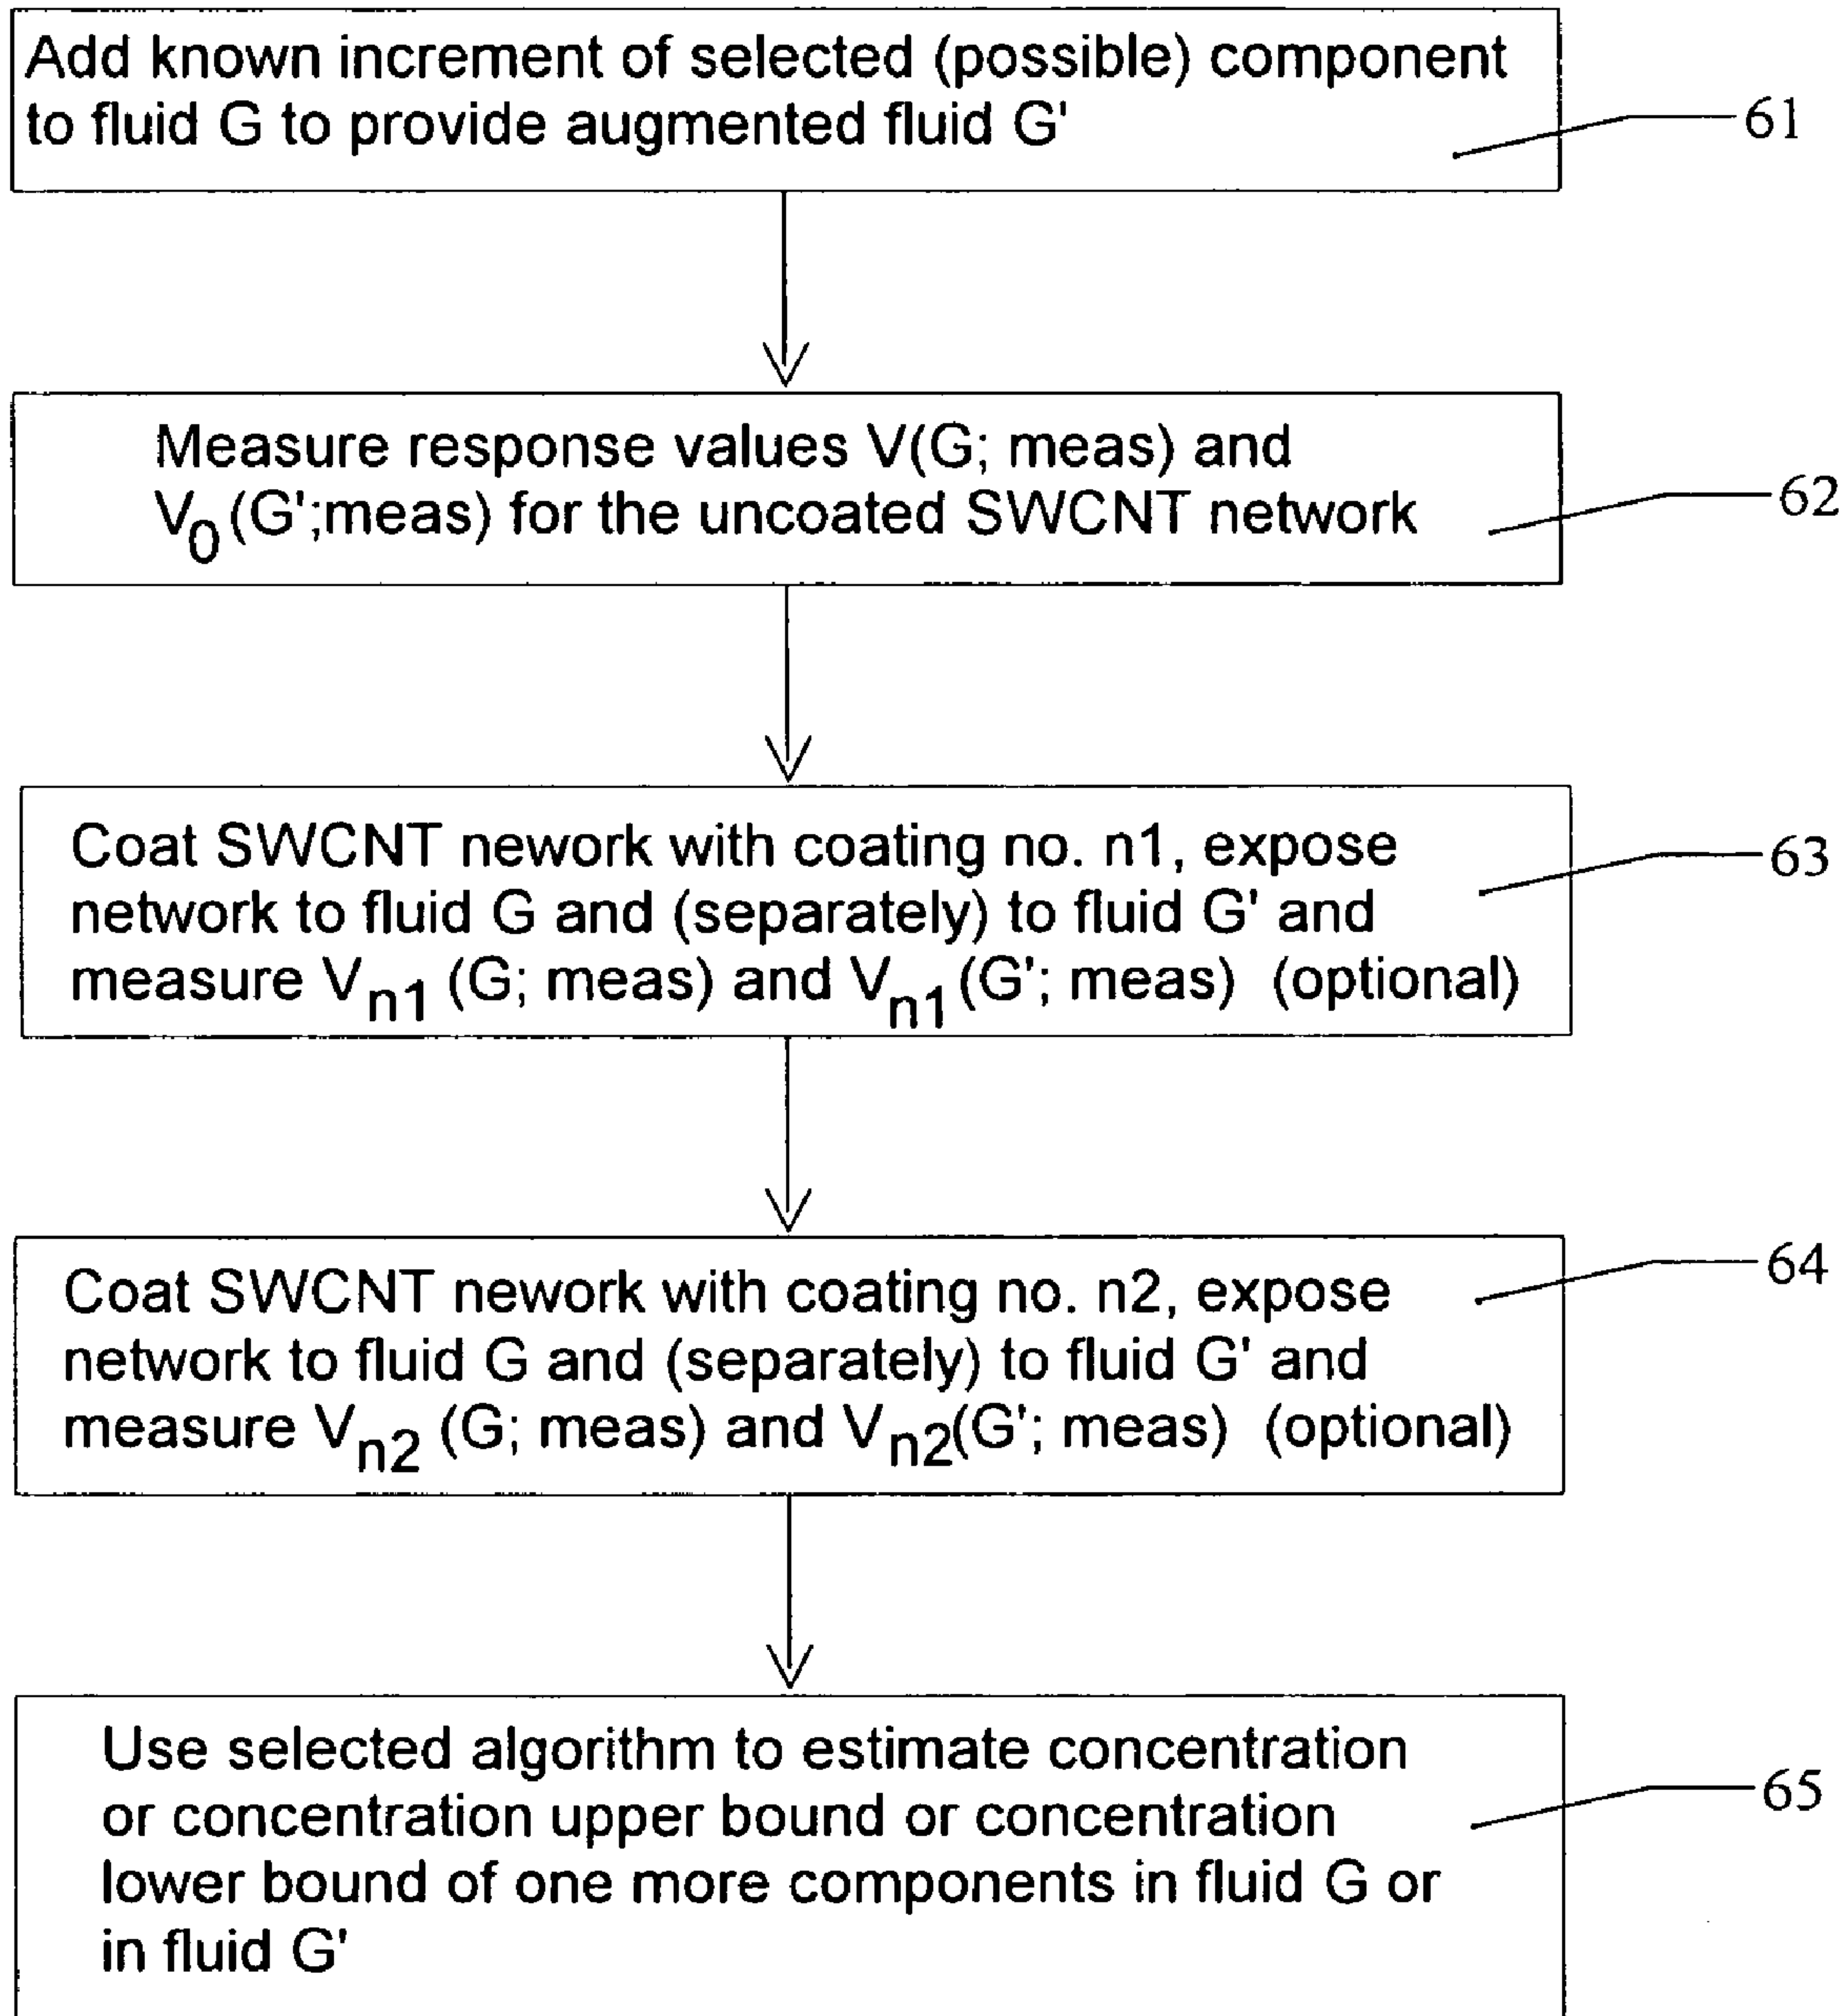 Add known increment of selected (possible) component
to fluid G to provide augmented fluid G'
61
Measure response values V(G; meas) and
V0 (G';meas) for the uncoated SWCNT network
62
Coat SWCNT nework with coating no. n1, expose
network to fluid G and (separately) to fluid G' and
measure Vn1 (G; meas) and Vn1 (G'; meas) (optional)
63
Coat SWCNT nework with coating no. n2, expose
network to fluid G and (separately) to fluid G' and
measure Vn2 (G; meas) and Vn2(G'; meas) (optional)
64
Use selected algorithm to estimate concentration
or concentration upper bound or concentration
lower bound of one more components in fluid G or
in fluid G'
65